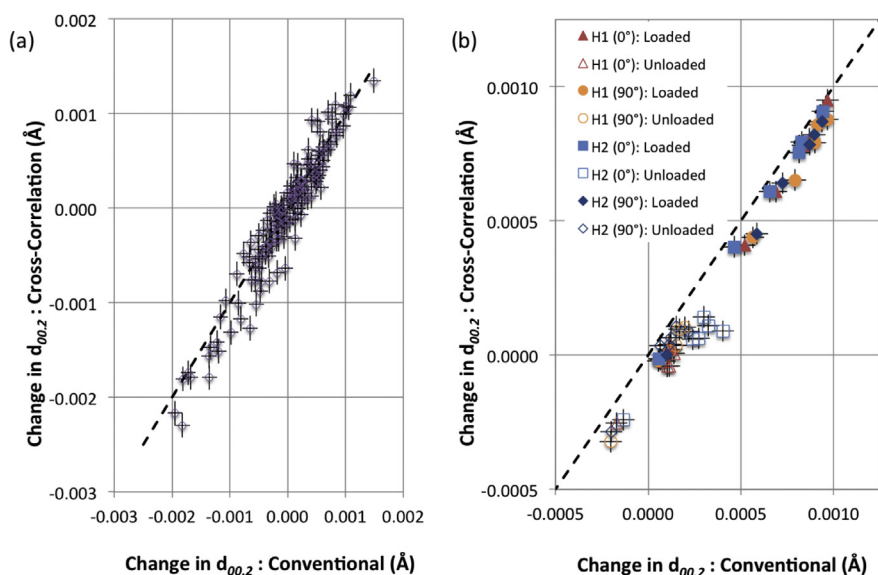 (a)
0.002
0.001
0.000
-0.001
-0.002
-0.003
-0.003
-0.002
-0.001
0.000
0.001
0.002
Change in d00.2 : Cross-Correlation (Å)
Change in d00.2 : Conventional (Å)
(b)
H1 (0°): Loaded
H1 (0°): Unloaded
H1 (90°): Loaded
H1 (90°): Unloaded
H2 (0°): Loaded
H2 (0°): Unloaded
H2 (90°): Loaded
H2 (90°): Unloaded
0.0010
0.0005
0.0000
-0.0005
-0.0005
0.0000
0.0005
0.0010
Change in d00.2 : Cross-Correlation (Å)
Change in d00.2 : Conventional (Å)